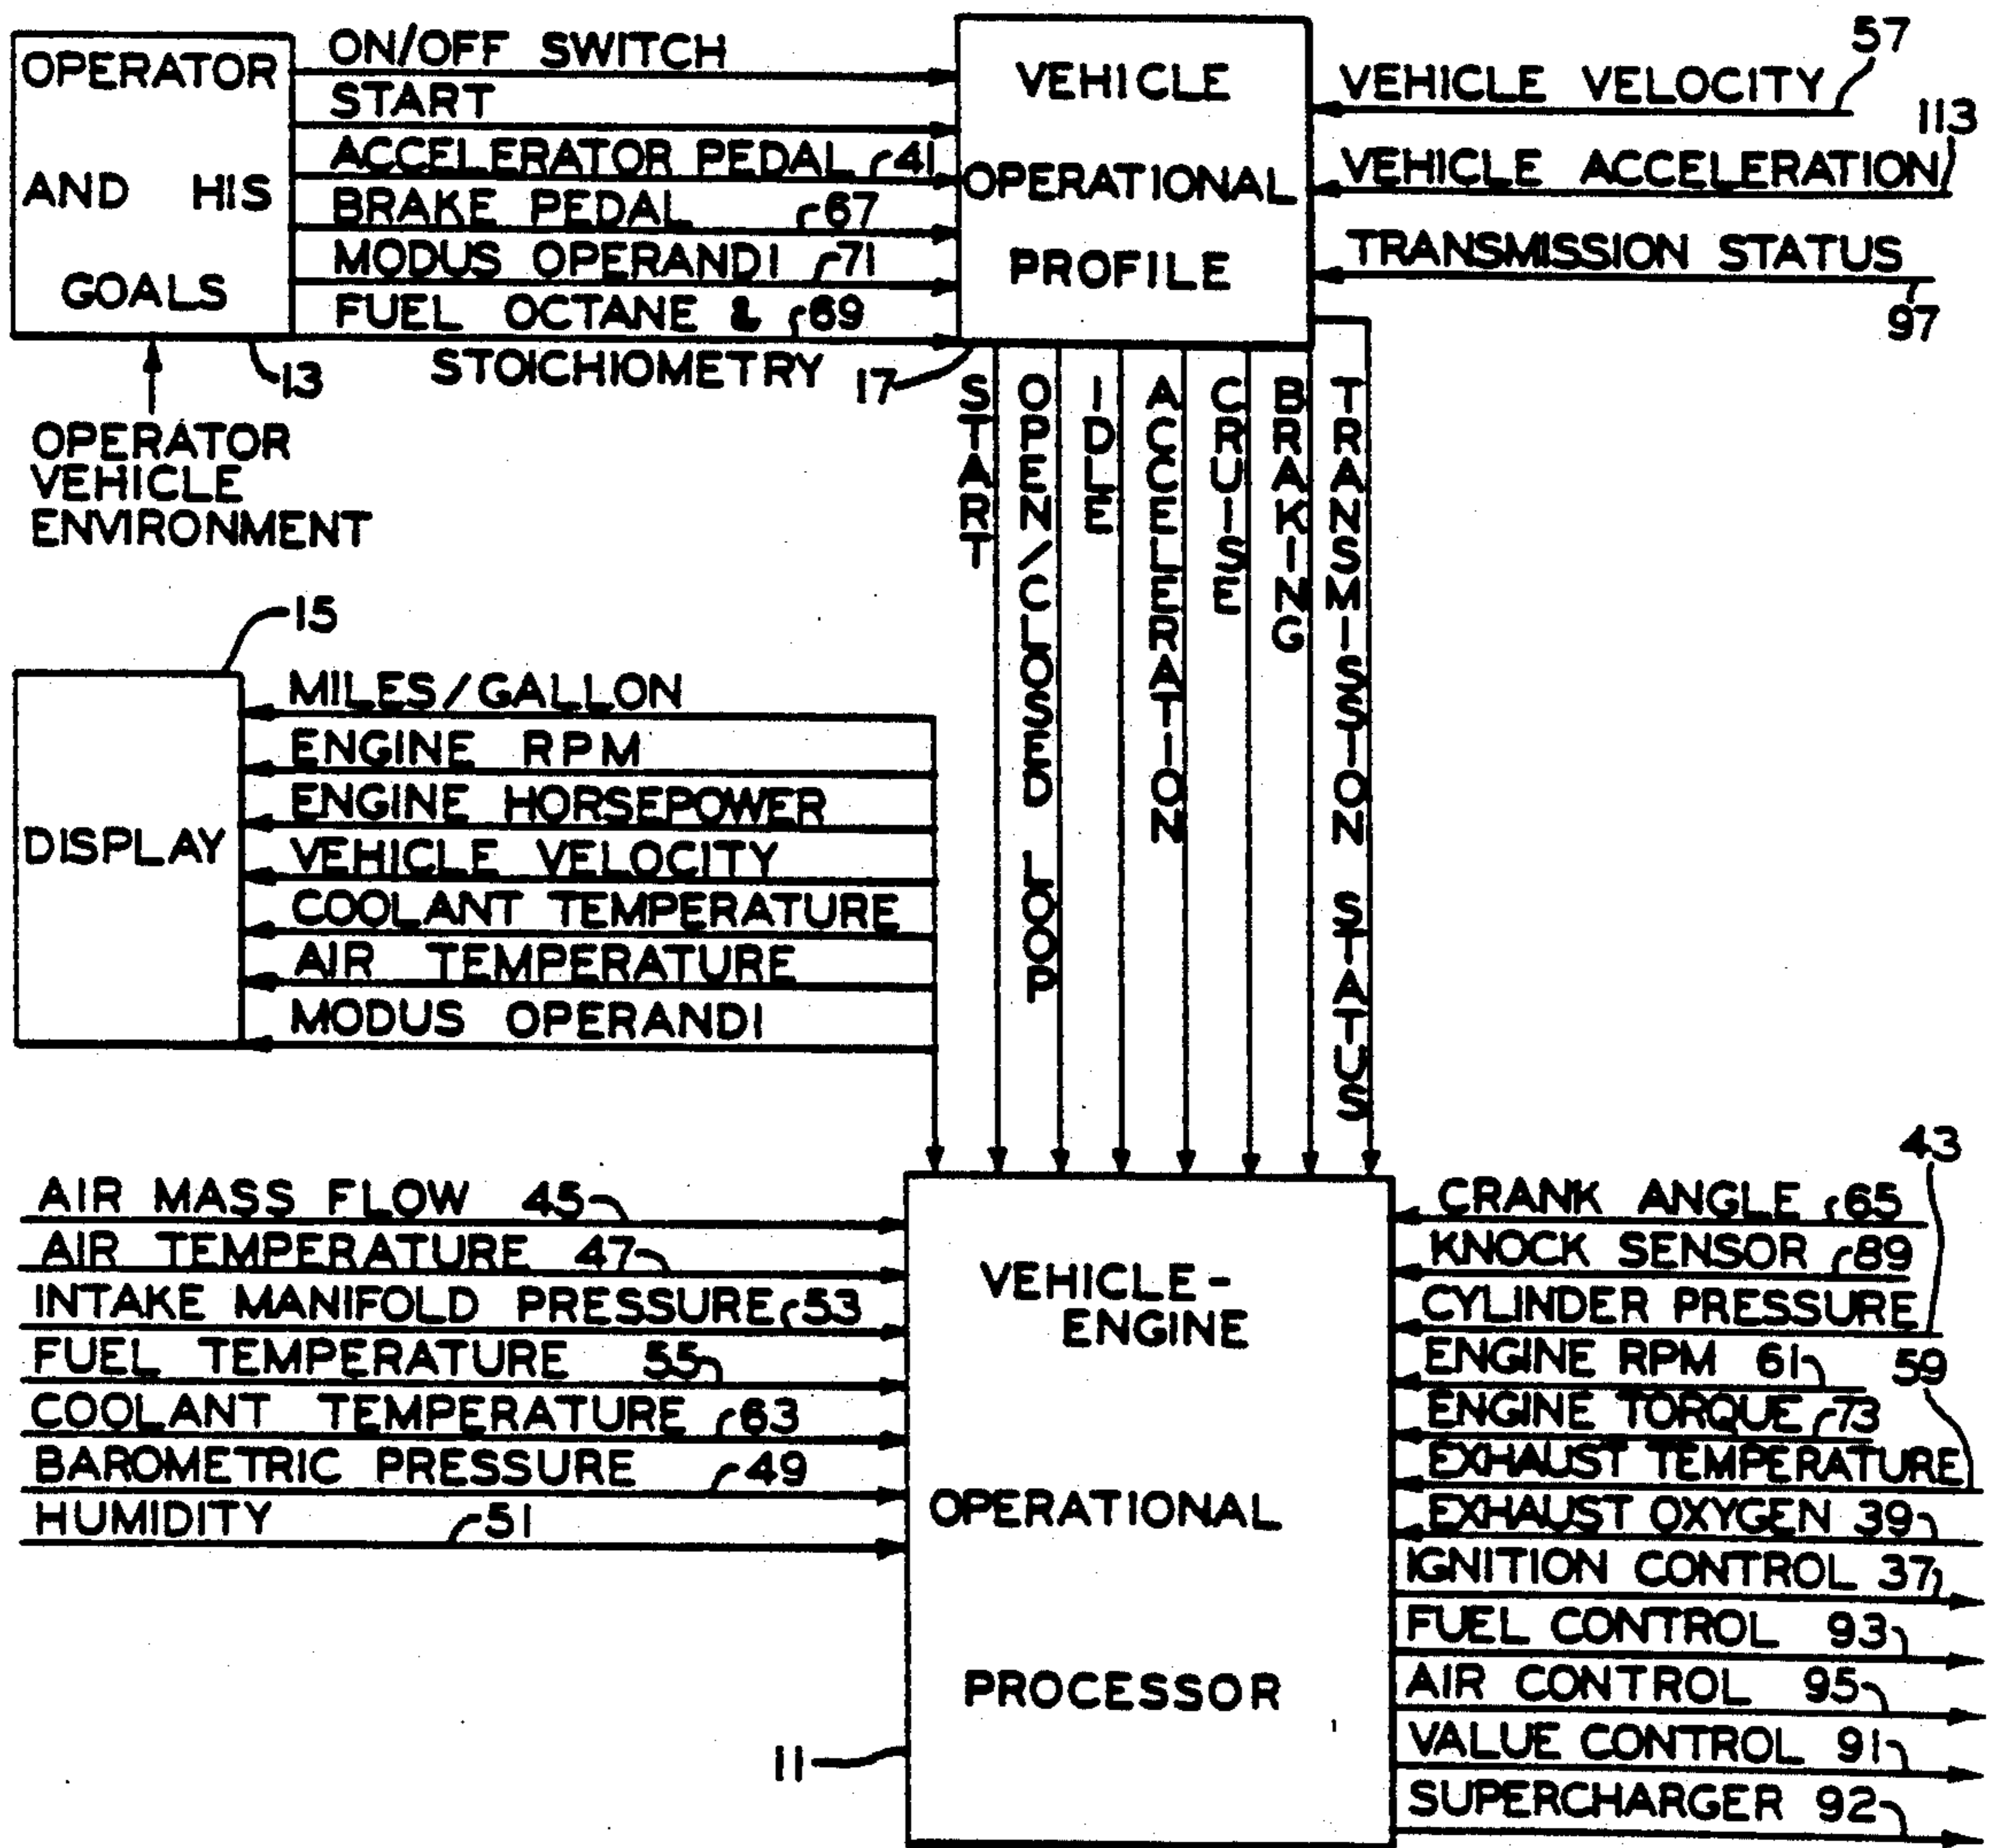 OPERATOR
AND HIS
GOALS
13
OPERATOR
VEHICLE
ENVIRONMENT
ON/OFF SWITCH
START
ACCELERATOR PEDAL 41
BRAKE PEDAL 67
MODUS OPERANDI 71
FUEL OCTANE & 69
STOICHIOMETRY
17
VEHICLE
OPERATIONAL
PROFILE
57
VEHICLE VELOCITY
113
VEHICLE ACCELERATION
TRANSMISSION STATUS
97
START
OPEN/CLOSED LOOP
IDLE
ACCELERATION
CRUISE
BRAKING
TRANSMISSION STATUS
15
DISPLAY
MILES/GALLON
ENGINE RPM
ENGINE HORSEPOWER
VEHICLE VELOCITY
COOLANT TEMPERATURE
AIR TEMPERATURE
MODUS OPERANDI
AIR MASS FLOW 45
AIR TEMPERATURE 47
INTAKE MANIFOLD PRESSURE 53
FUEL TEMPERATURE 55
COOLANT TEMPERATURE 63
BAROMETRIC PRESSURE 49
HUMIDITY 51
VEHICLE-
ENGINE
OPERATIONAL
PROCESSOR
11
43
CRANK ANGLE 65
KNOCK SENSOR 89
CYLINDER PRESSURE
ENGINE RPM 61
59
ENGINE TORQUE 73
EXHAUST TEMPERATURE
EXHAUST OXYGEN 39
IGNITION CONTROL 37
FUEL CONTROL 93
AIR CONTROL 95
VALUE CONTROL 91
SUPERCHARGER 92